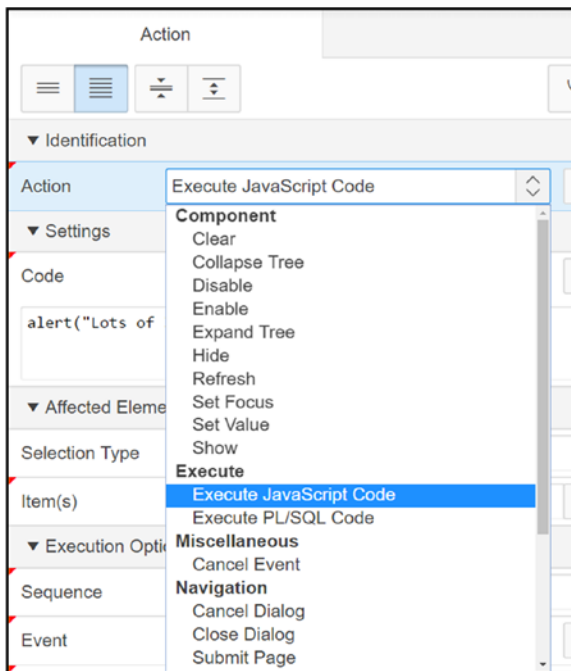 Action
▼ Identification
Action
Execute JavaScript Code
Component
Clear
▼ Settings
Collapse Tree
Code
Disable
Enable
alert("Lots of
Expand Tree
Hide
Refresh
▼ Affected Eleme
Set Focus
Set Value
Selection Type
Show
Execute
Item(s)
Execute JavaScript Code
Execute PL/SQL Code
▼ Execution Opti
Miscellaneous
Cancel Event
Sequence
Navigation
Cancel Dialog
Event
Close Dialog
Submit Page